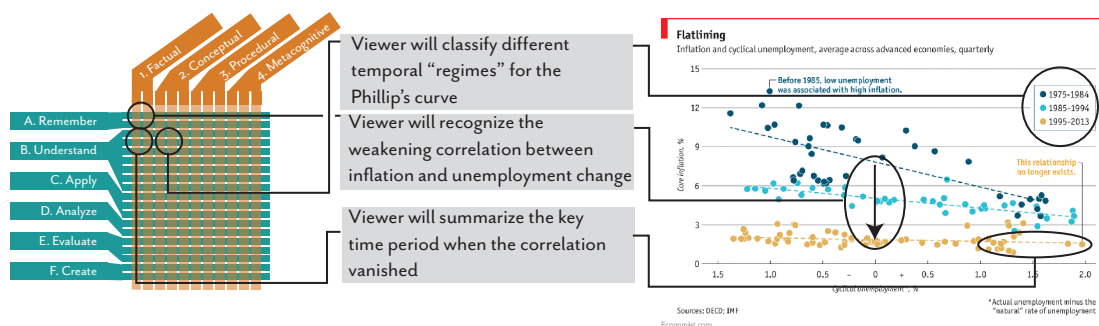 1. Factual
2. Conceptual
3. Procedural
4. Metacognitive
A. Remember
B. Understand
C. Apply
D. Analyze
E. Evaluate
F. Create
Viewer will classify different
temporal “regimes” for the
Phillip’s curve
Viewer will recognize the
weakening correlation between
inflation and unemployment change
Viewer will summarize the key
time period when the correlation
vanished
Flatlining
Inflation and cyclical unemployment, average across advanced economies, quarterly
15
12
9
6
3
0
Core inflation, %
Before 1985, low unemployment
was associated with high inflation.
1975-1984
1985-1994
1995-2013
This relationship
no longer exists.
1.5 1.0 0.5 – 0 + 0.5 1.0 1.5 2.0
Cyclical unemployment*, %
Sources: OECD; IMF
*Actual unemployment minus the
“natural” rate of unemployment
Economist.com